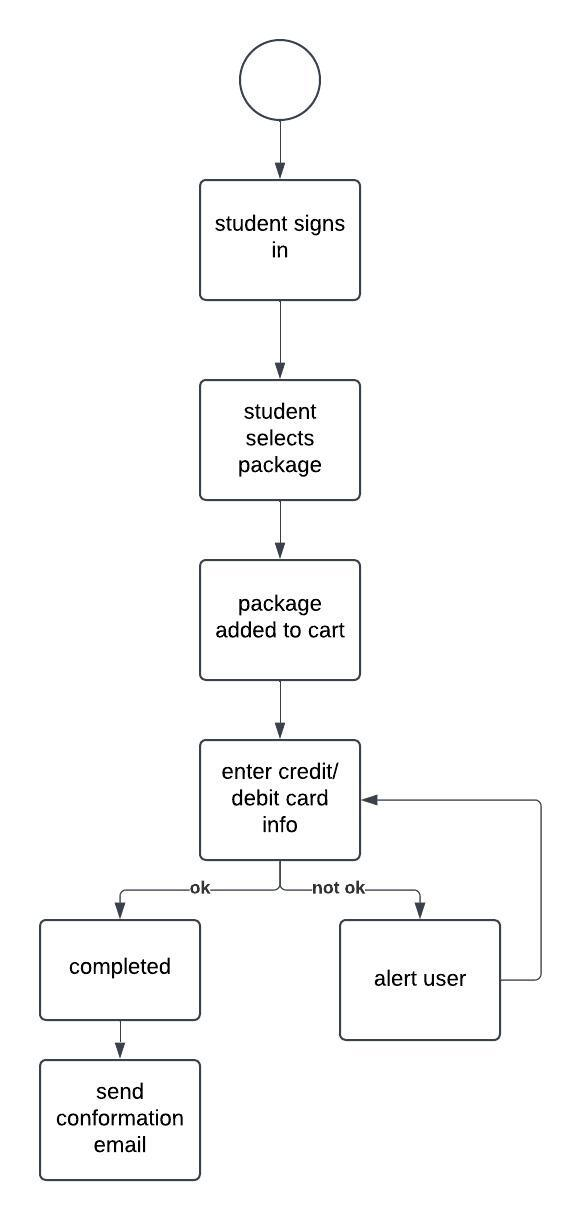 student signs
in
student
selects
package
package
added to cart
enter credit/
debit card
info
ok
not ok
completed
alert user
send
conformation
email